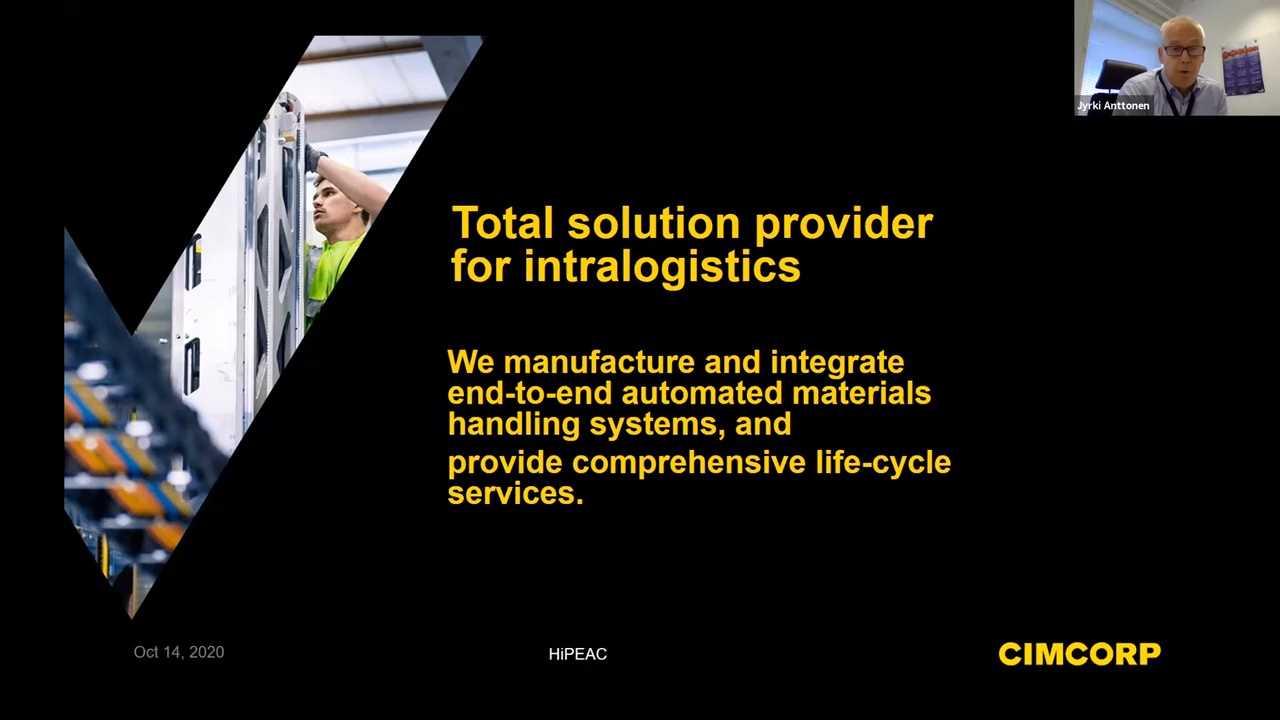 Jyrki Anttonen
Total solution provider
for intralogistics
We manufacture and integrate
end-to-end automated materials
handling systems, and
provide comprehensive life-cycle
services.
Oct 14, 2020
HiPEAC
CIMCORP